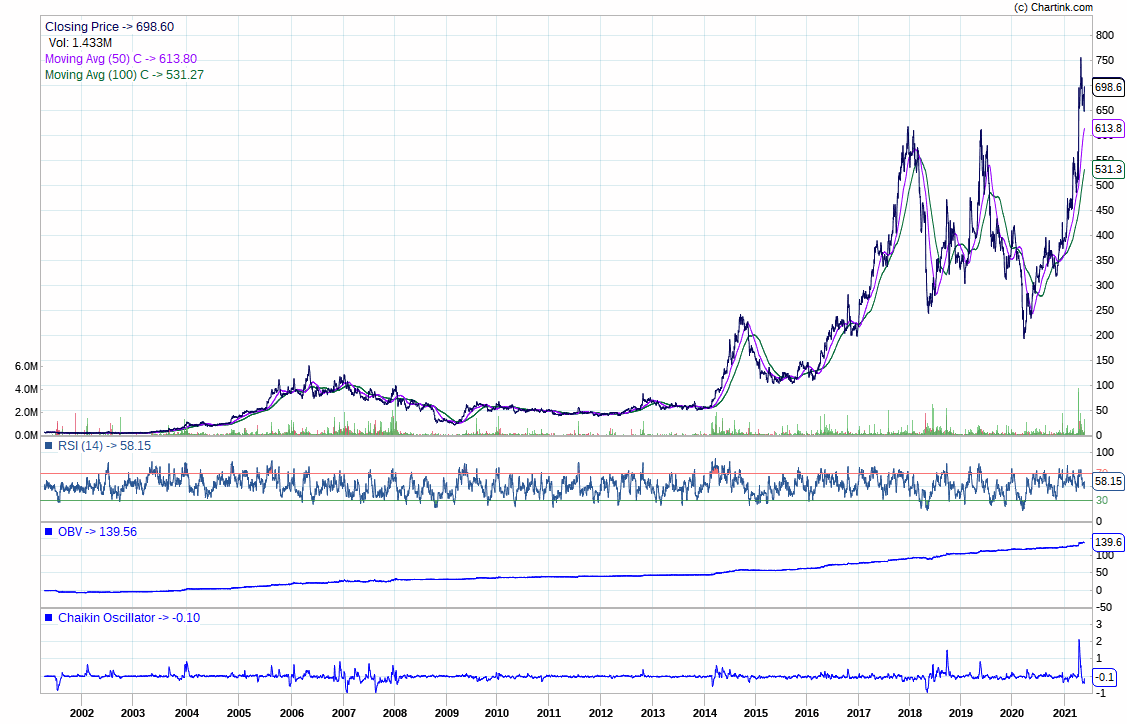 (c) Chartink.com
Closing Price -> 698.60
Vol: 1.433M
Moving Avg (50) C -> 613.80
Moving Avg (100) C -> 531.27
800
750
698.6
650
613.8
600
550
531.3
500
450
400
350
300
250
200
150
100
50
0
6.0M
4.0M
2.0M
0.0M
RSI (14) -> 58.15
100
70
58.15
30
0
OBV -> 139.56
139.6
100
50
0
-50
Chaikin Oscillator -> -0.10
3
2
1
-0.1
-1
2002 2003 2004 2005 2006 2007 2008 2009 2010 2011 2012 2013 2014 2015 2016 2017 2018 2019 2020 2021